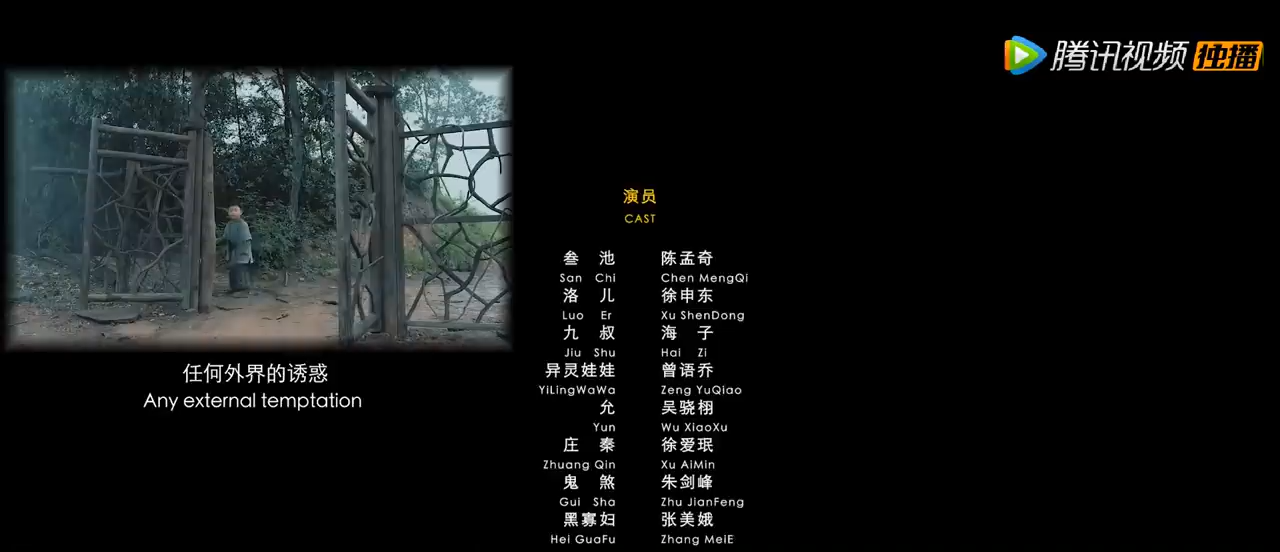 腾讯视频 独播
演员
CAST
叁 池 陈孟奇
San Chi Chen MengQi
洛 儿 徐申东
Luo Er Xu ShenDong
九 叔 海 子
Jiu Shu Hai Zi
异灵娃娃 曾语乔
YiLingWaWa Zeng YuQiao
允 吴骁栩
Yun Wu XiaoXu
庄 秦 徐爱珉
Zhuang Qin Xu AiMin
鬼 煞 朱剑峰
Gui Sha Zhu JianFeng
黑寡妇 张美娥
Hei GuaFu Zhang MeiE
任何外界的诱惑
Any external temptation